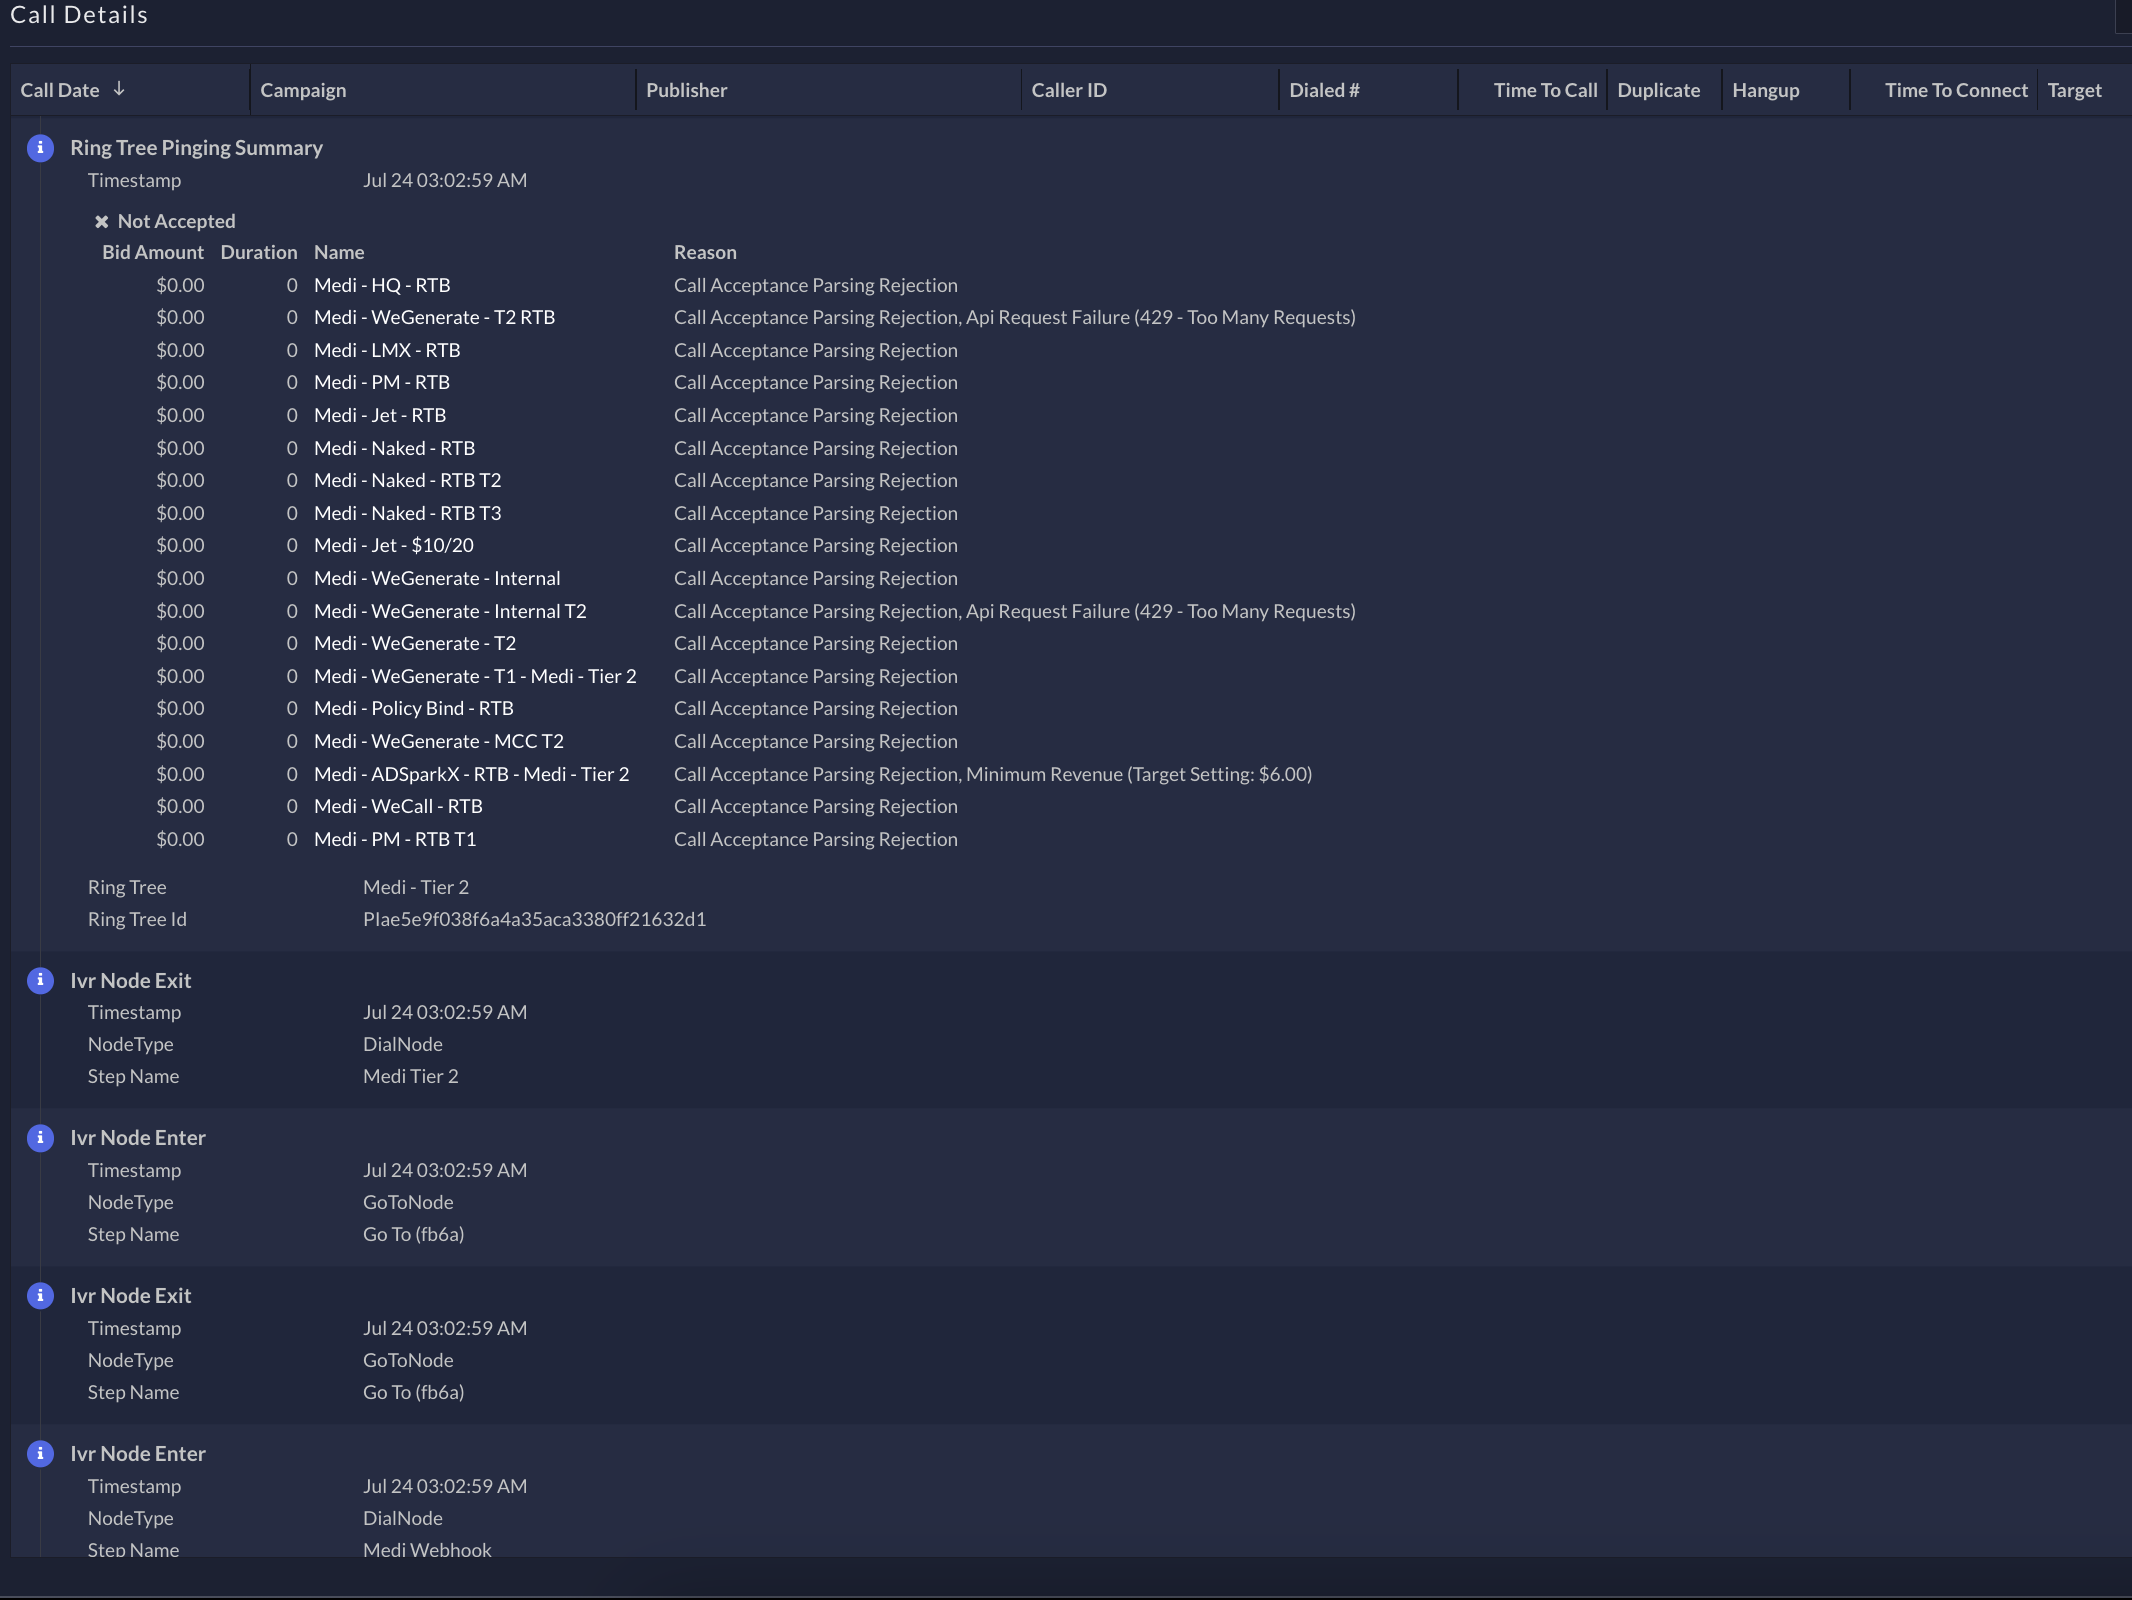 Call Details
Call Date ↓ Campaign Publisher Caller ID Dialed # Time To Call Duplicate Hangup Time To Connect Target
Ring Tree Pinging Summary
Timestamp Jul 24 03:02:59 AM
✖ Not Accepted
Bid Amount Duration Name Reason
$0.00 0 Medi - HQ - RTB Call Acceptance Parsing Rejection
$0.00 0 Medi - WeGenerate - T2 RTB Call Acceptance Parsing Rejection, Api Request Failure (429 - Too Many Requests)
$0.00 0 Medi - LMX - RTB Call Acceptance Parsing Rejection
$0.00 0 Medi - PM - RTB Call Acceptance Parsing Rejection
$0.00 0 Medi - Jet - RTB Call Acceptance Parsing Rejection
$0.00 0 Medi - Naked - RTB Call Acceptance Parsing Rejection
$0.00 0 Medi - Naked - RTB T2 Call Acceptance Parsing Rejection
$0.00 0 Medi - Naked - RTB T3 Call Acceptance Parsing Rejection
$0.00 0 Medi - Jet - $10/20 Call Acceptance Parsing Rejection
$0.00 0 Medi - WeGenerate - Internal Call Acceptance Parsing Rejection
$0.00 0 Medi - WeGenerate - Internal T2 Call Acceptance Parsing Rejection, Api Request Failure (429 - Too Many Requests)
$0.00 0 Medi - WeGenerate - T2 Call Acceptance Parsing Rejection
$0.00 0 Medi - WeGenerate - T1 - Medi - Tier 2 Call Acceptance Parsing Rejection
$0.00 0 Medi - Policy Bind - RTB Call Acceptance Parsing Rejection
$0.00 0 Medi - WeGenerate - MCC T2 Call Acceptance Parsing Rejection
$0.00 0 Medi - ADSparkX - RTB - Medi - Tier 2 Call Acceptance Parsing Rejection, Minimum Revenue (Target Setting: $6.00)
$0.00 0 Medi - WeCall - RTB Call Acceptance Parsing Rejection
$0.00 0 Medi - PM - RTB T1 Call Acceptance Parsing Rejection
Ring Tree Medi - Tier 2
Ring Tree Id PIae5e9f038f6a4a35aca3380ff21632d1
Ivr Node Exit
Timestamp Jul 24 03:02:59 AM
NodeType DialNode
Step Name Medi Tier 2
Ivr Node Enter
Timestamp Jul 24 03:02:59 AM
NodeType GoToNode
Step Name Go To (fb6a)
Ivr Node Exit
Timestamp Jul 24 03:02:59 AM
NodeType GoToNode
Step Name Go To (fb6a)
Ivr Node Enter
Timestamp Jul 24 03:02:59 AM
NodeType DialNode
Step Name Medi Webhook